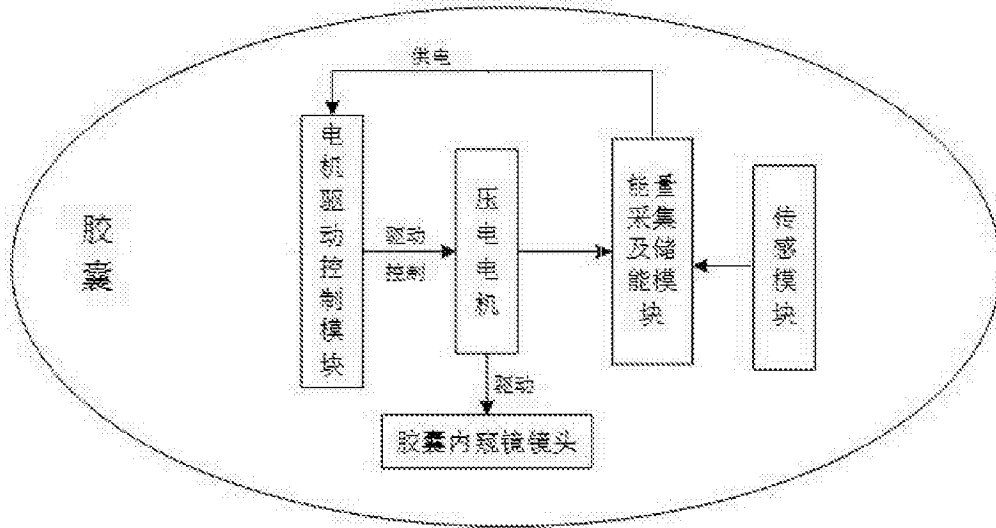 供电
胶囊
电机驱动控制模块
驱动
控制
压电电机
能量
采集
及储
能模
块
传感模块
驱动
胶囊内窥镜镜头